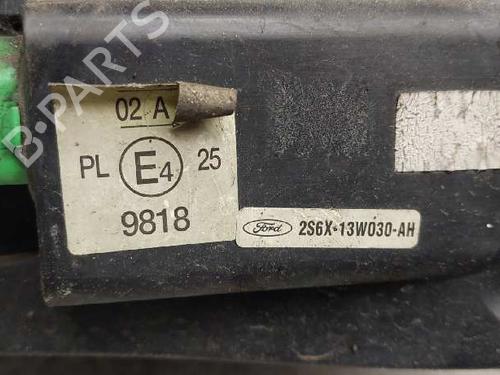 B-PARTS
02 A
PL E4 25
9818
Ford 2S6X-13W030-AH